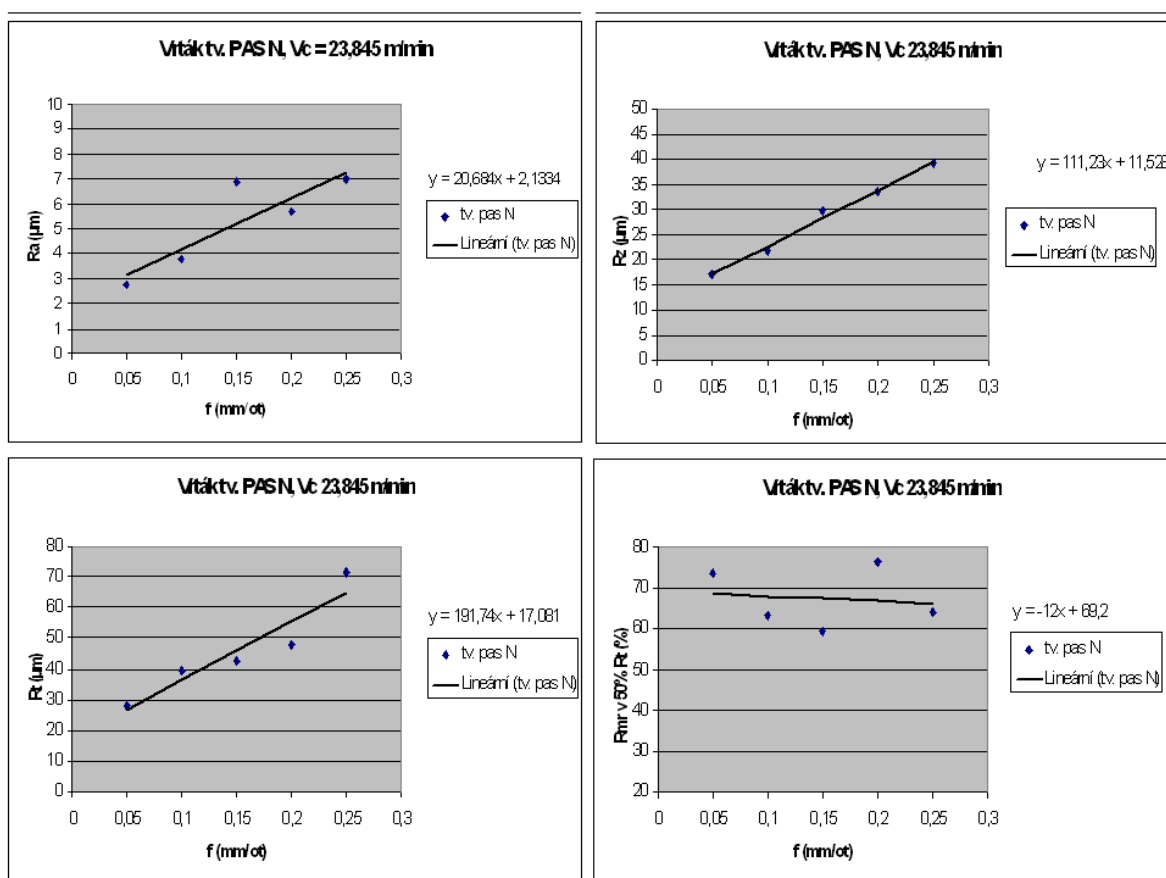 Vrták tv. PAS N, Vc = 23,845 m/min
Ra (µm)
10
9
8
7
6
5
4
3
2
1
0
0 0,05 0,1 0,15 0,2 0,25 0,3
f (mm/ot)
y = 20,684x + 2,1334
tv. pas N
Lineární (tv. pas N)
Vrták tv. PAS N, Vc 23,845 m/min
Rz (µm)
50
45
40
35
30
25
20
15
10
5
0
0 0,05 0,1 0,15 0,2 0,25 0,3
f (mm/ot)
y = 111,23x + 11,528
tv. pas N
Lineární (tv. pas N)
Vrták tv. PAS N, Vc 23,845 m/min
Rt (µm)
80
70
60
50
40
30
20
10
0
0 0,05 0,1 0,15 0,2 0,25 0,3
f (mm/ot)
y = 191,74x + 17,081
tv. pas N
Lineární (tv. pas N)
Vrták tv. PAS N, Vc 23,845 m/min
Rmr v 50% Rt (%)
80
70
60
50
40
30
20
0 0,05 0,1 0,15 0,2 0,25 0,3
f (mm/ot)
y = -12x + 69,2
tv. pas N
Lineární (tv. pas N)